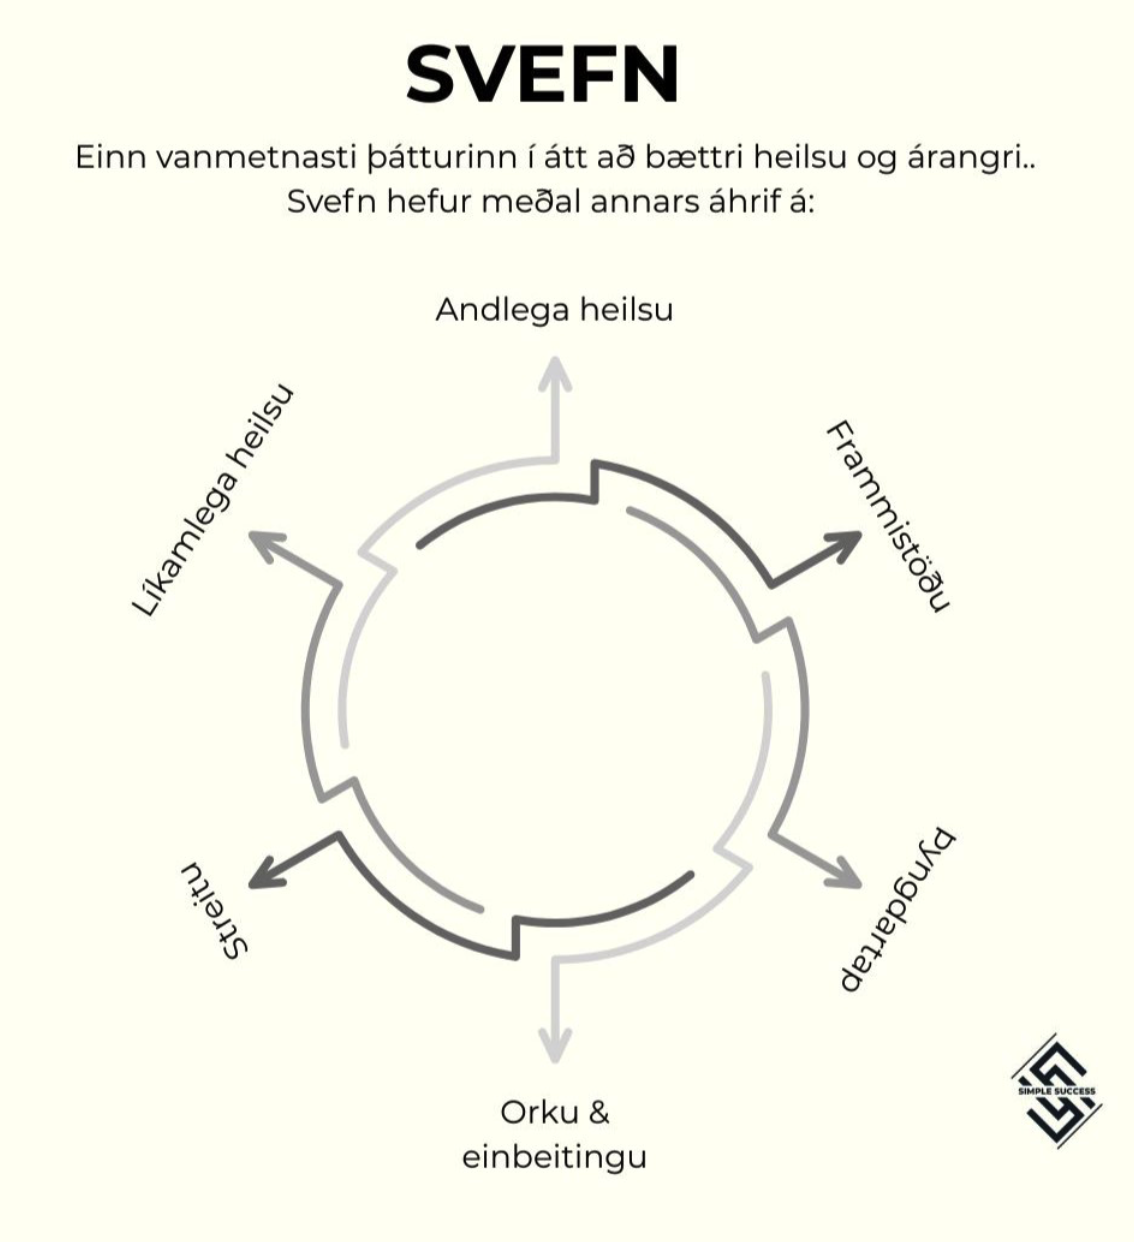 SVEFN
Einn vanmetnasti þátturinn í átt að bættri heilsu og árangri..
Svefn hefur meðal annars áhrif á:
Andlega heilsu
Frammistöðu
Þyngdartap
Orku &
einbeitingu
Streitu
Líkamlega heilsu
SIMPLE SUCCESS